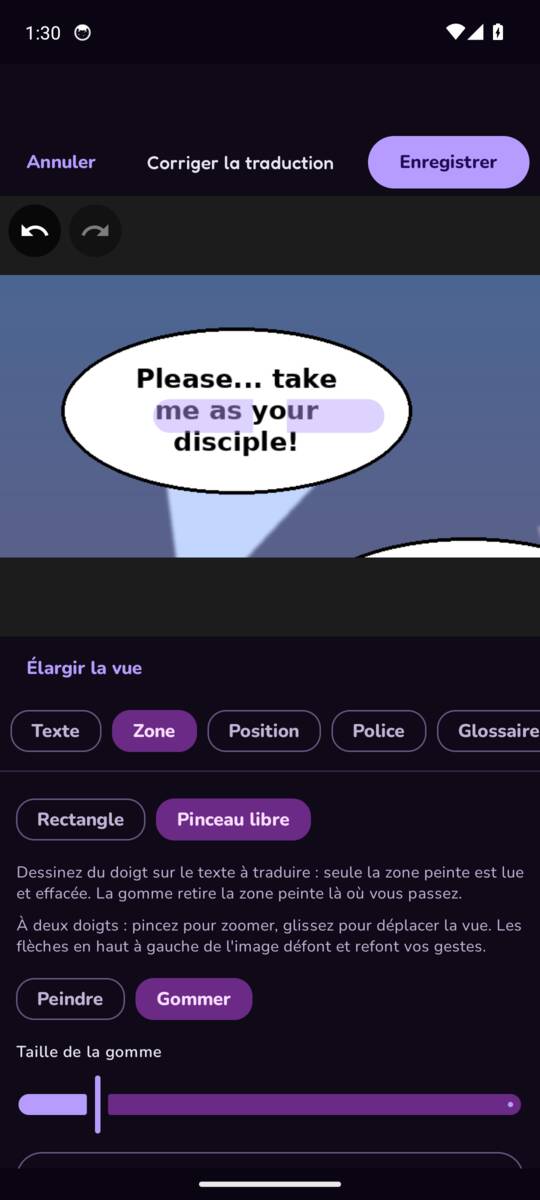 1:30
Annuler
Corriger la traduction
Enregistrer
Please... take
me as your
disciple!
Élargir la vue
Texte
Zone
Position
Police
Glossaire
Rectangle
Pinceau libre
Dessinez du doigt sur le texte à traduire : seule la zone peinte est lue
et effacée. La gomme retire la zone peinte là où vous passez.
À deux doigts : pincez pour zoomer, glissez pour déplacer la vue. Les
flèches en haut à gauche de l'image défont et refont vos gestes.
Peindre
Gommer
Taille de la gomme